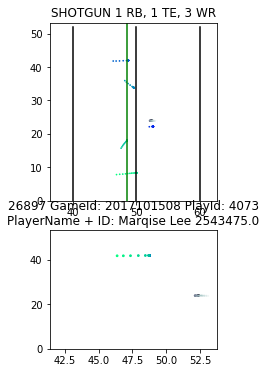 SHOTGUN 1 RB, 1 TE, 3 WR
50
40
30
20
10
0
40 50 60
26897 GameId: 2017101508 PlayId: 4073
PlayerName + ID: Marqise Lee 2543475.0
40
20
0
42.5 45.0 47.5 50.0 52.5